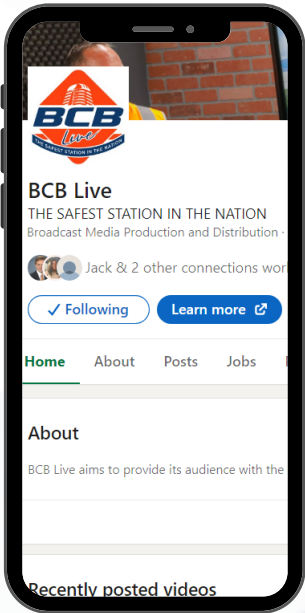 BCB
Live
THE SAFEST STATION IN THE NATION
BCB Live
THE SAFEST STATION IN THE NATION
Broadcast Media Production and Distribution ·
Jack & 2 other connections wor
Following
Learn more
Home About Posts Jobs
About
BCB Live aims to provide its audience with the
Recently posted videos